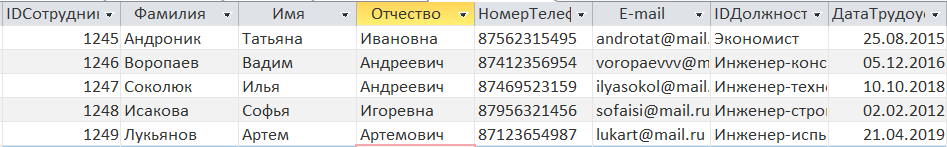 IDСотрудни Фамилия Имя Отчество НомерТелеф E-mail IDДолжност ДатаТрудоу
1245 Андроник Татьяна Ивановна 87562315495 androtat@mail. Экономист 25.08.2015
1246 Воропаев Вадим Андреевич 87412356954 voropaevvv@m Инженер-конс 05.12.2016
1247 Соколюк Илья Андреевич 87469523159 ilyasokol@mail. Инженер-техн 10.10.2018
1248 Исакова Софья Игоревна 87956321456 sofaisi@mail.ru Инженер-стро 02.02.2012
1249 Лукьянов Артем Артемович 87123654987 lukart@mail.ru Инженер-испы 21.04.2019